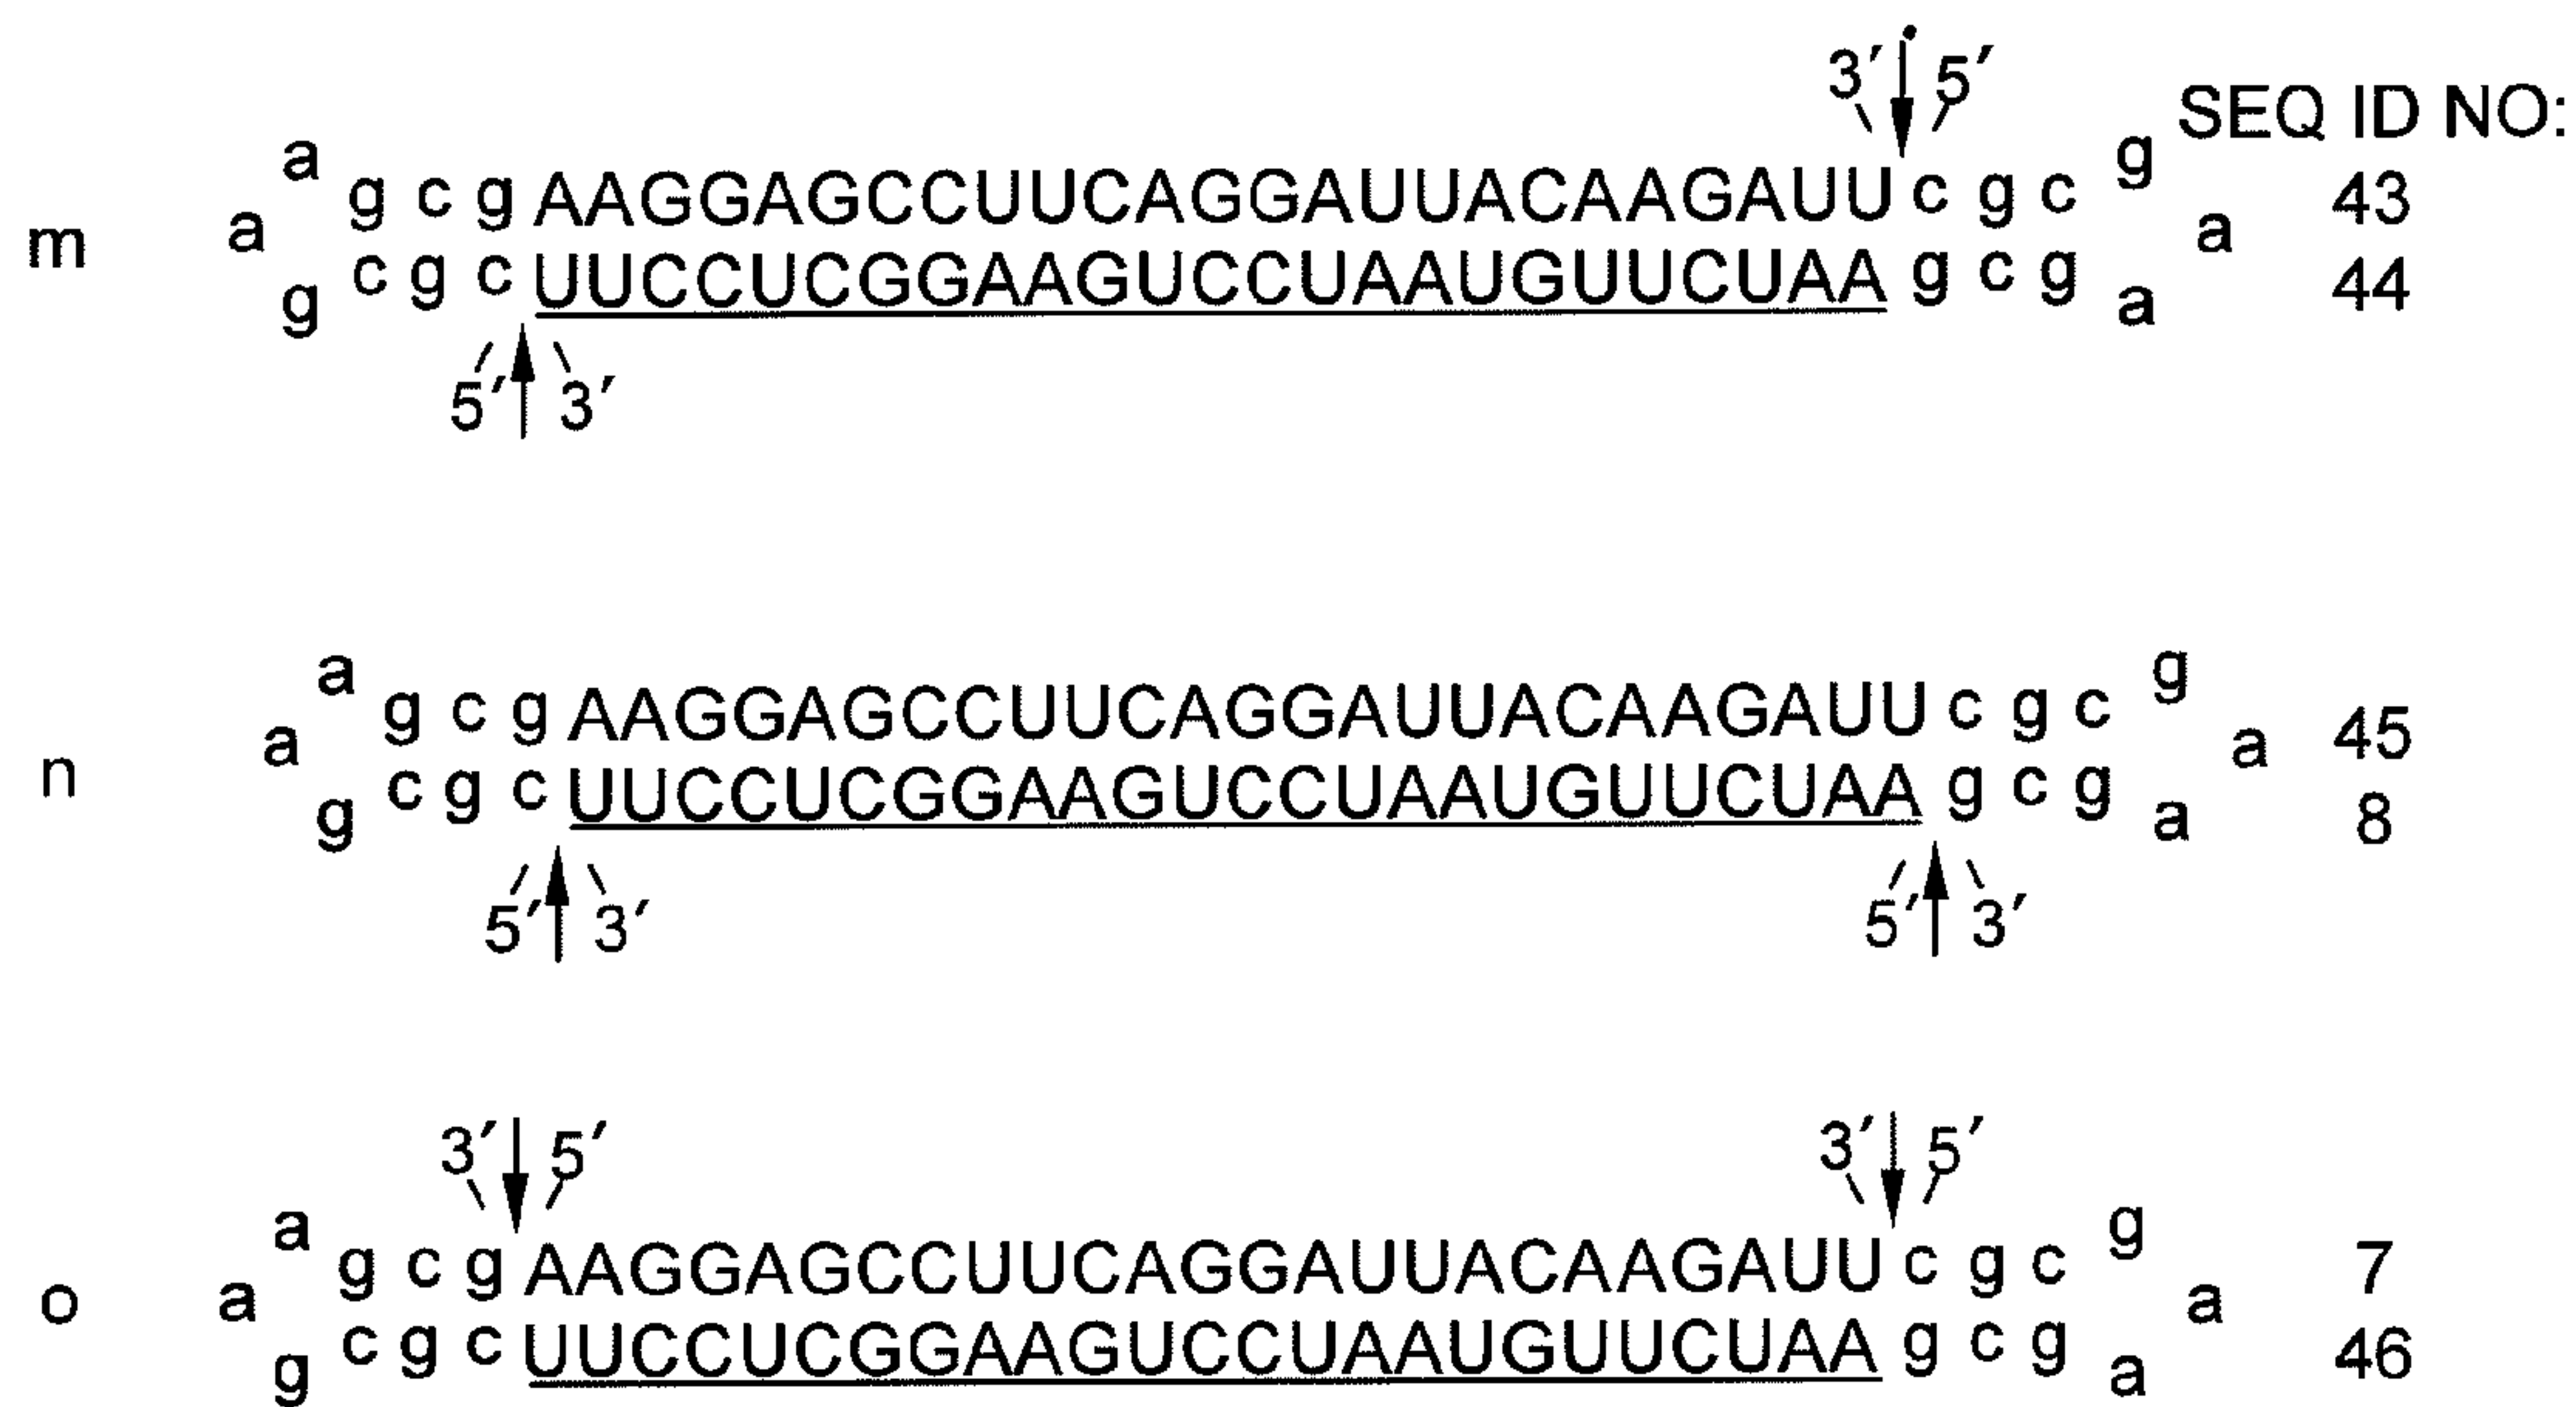 3′ 5′
SEQ ID NO:
a g
g c g AAGGAGCCUUCAGGAUUACAAGAUU c g c 43
m a a
c g c UUCCUCGGAAGUCCUAAUGUUCUAA g c g 44
g a
5′ 3′
a g
g c g AAGGAGCCUUCAGGAUUACAAGAUU c g c 45
n a a
c g c UUCCUCGGAAGUCCUAAUGUUCUAA g c g 8
g a
5′ 3′ 5′ 3′
3′ 5′ 3′ 5′
a g
g c g AAGGAGCCUUCAGGAUUACAAGAUU c g c 7
o a a
c g c UUCCUCGGAAGUCCUAAUGUUCUAA g c g 46
g a